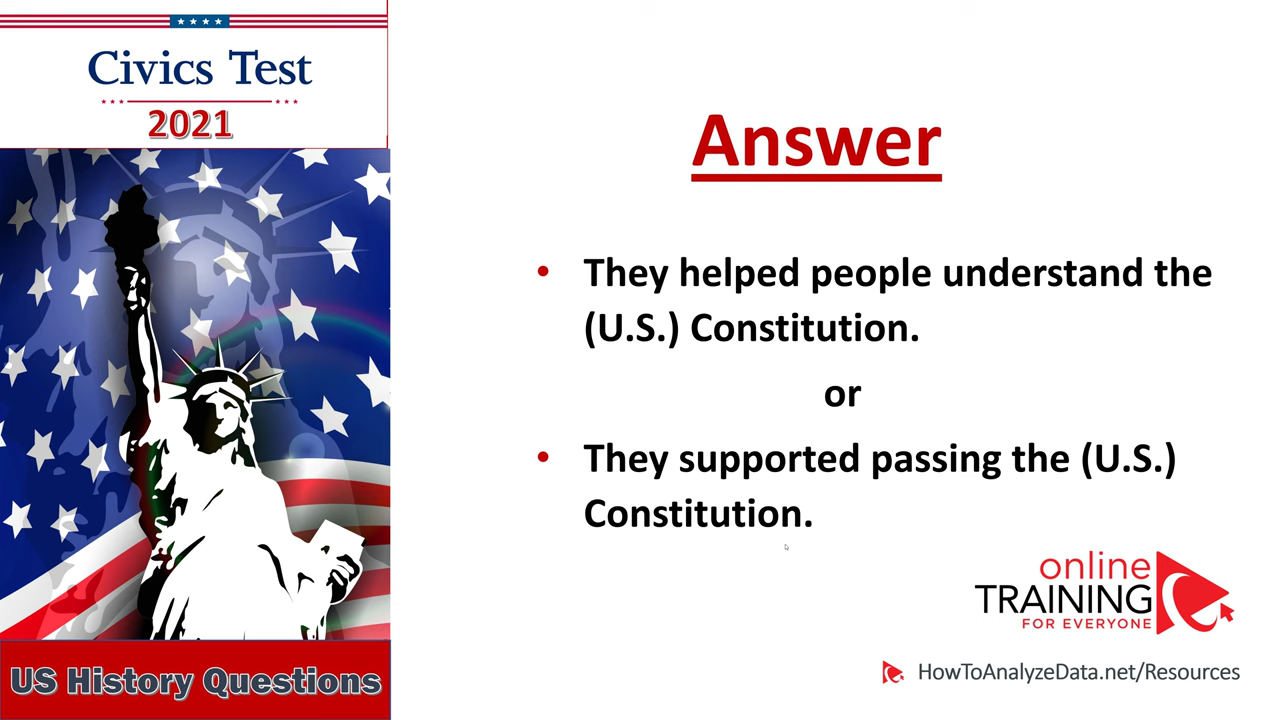 Civics Test
2021
US History Questions
Answer
• They helped people understand the
(U.S.) Constitution.
or
• They supported passing the (U.S.)
Constitution.
online
TRAINING
FOR EVERYONE
HowToAnalyzeData.net/Resources